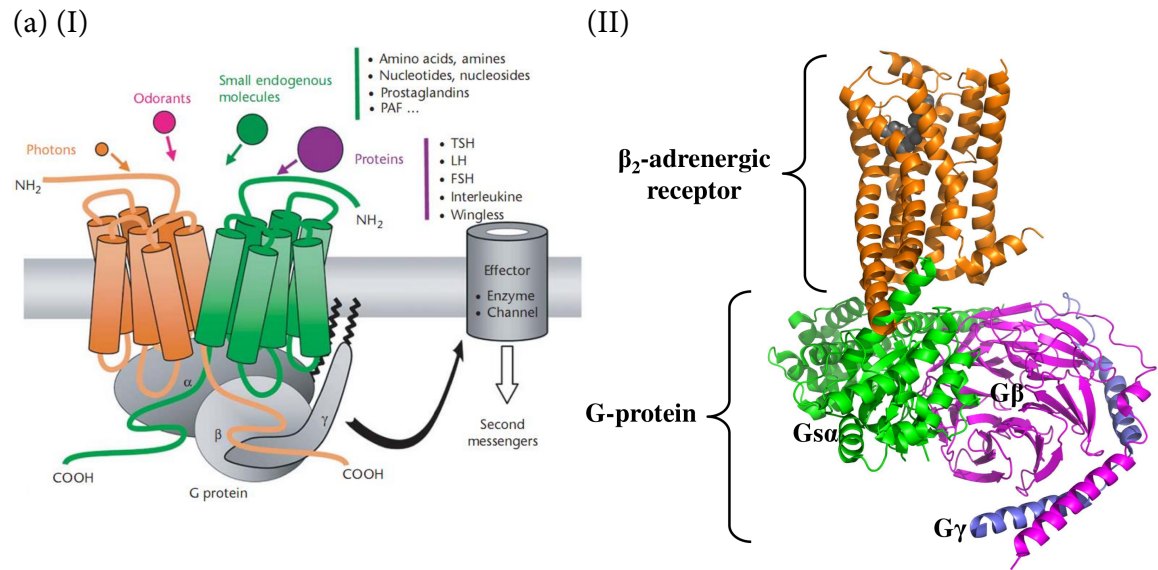 (a) (I)
(II)
Photons
Odorants
Small endogenous
molecules
• Amino acids, amines
• Nucleotides, nucleosides
• Prostaglandins
• PAF ...
Proteins
• TSH
• LH
• FSH
• Interleukine
• Wingless
NH2
NH2
Effector
• Enzyme
• Channel
α
β
γ
Second
messengers
COOH
COOH
G protein
β2-adrenergic
receptor
G-protein
Gsα
Gβ
Gγ